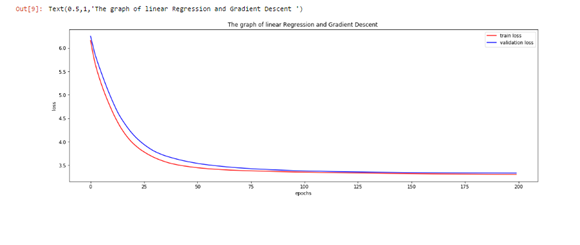 Out[9]: Text(0.5,1,'The graph of linear Regression and Gradient Descent ')
The graph of linear Regression and Gradient Descent
train loss
validation loss
6.0
5.5
5.0
4.5
4.0
3.5
loss
0 25 50 75 100 125 150 175 200
epochs